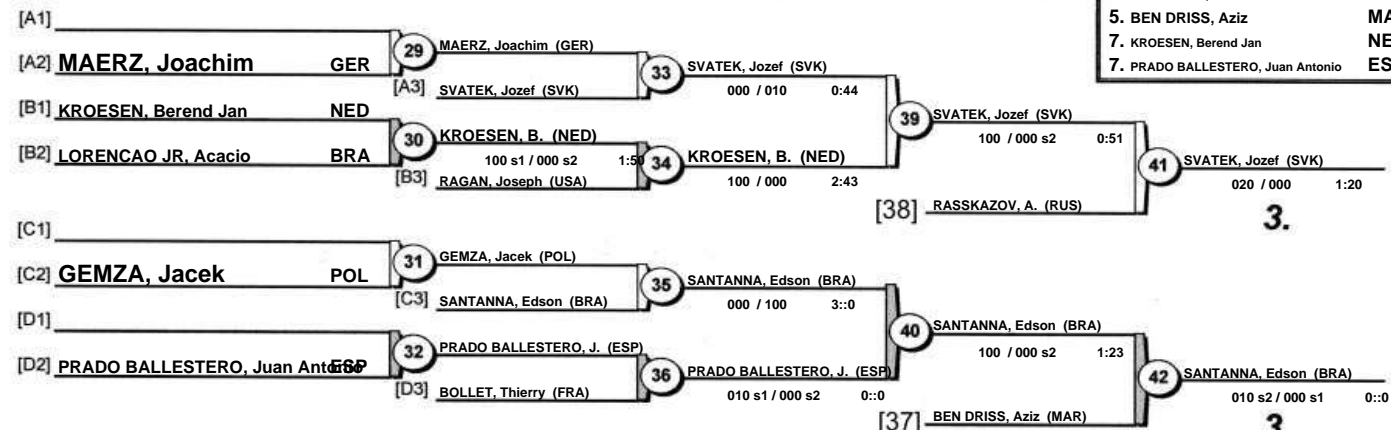 [A1]
[A2] MAERZ, Joachim GER
29
MAERZ, Joachim (GER)
[A3] SVATEK, Jozef (SVK)
33
SVATEK, Jozef (SVK)
000 / 010 0:44
[B1] KROESEN, Berend Jan NED
[B2] LORENCAO JR, Acacio BRA
30
KROESEN, B. (NED)
100 s1 / 000 s2 1:50
[B3] RAGAN, Joseph (USA)
34
KROESEN, B. (NED)
100 / 000 2:43
39
SVATEK, Jozef (SVK)
100 / 000 s2 0:51
[38] RASSKAZOV, A. (RUS)
41
SVATEK, Jozef (SVK)
020 / 000 1:20
3.
[C1]
[C2] GEMZA, Jacek POL
31
GEMZA, Jacek (POL)
[C3] SANTANNA, Edson (BRA)
35
SANTANNA, Edson (BRA)
000 / 100 3::0
[D1]
[D2] PRADO BALLESTERO, Juan Antonio ESP
32
PRADO BALLESTERO, J. (ESP)
[D3] BOLLET, Thierry (FRA)
36
PRADO BALLESTERO, J. (ESP)
010 s1 / 000 s2 0::0
40
SANTANNA, Edson (BRA)
100 / 000 s2 1:23
[37] BEN DRISS, Aziz (MAR)
42
SANTANNA, Edson (BRA)
010 s2 / 000 s1 0::0
3
5. BEN DRISS, Aziz MA
7. KROESEN, Berend Jan NE
7. PRADO BALLESTERO, Juan Antonio ES